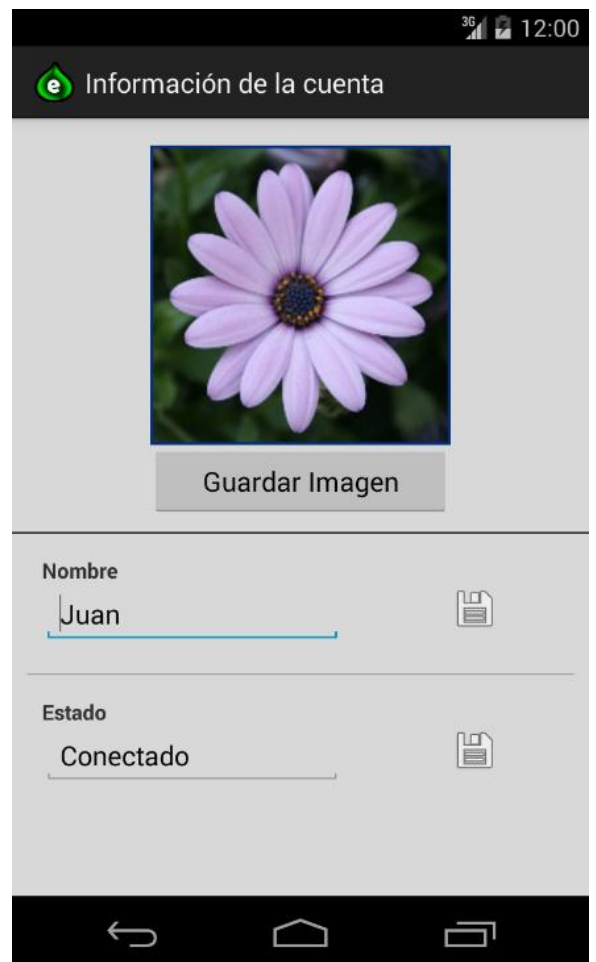 3G 12:00
e Información de la cuenta
Guardar Imagen
Nombre
Juan
Estado
Conectado